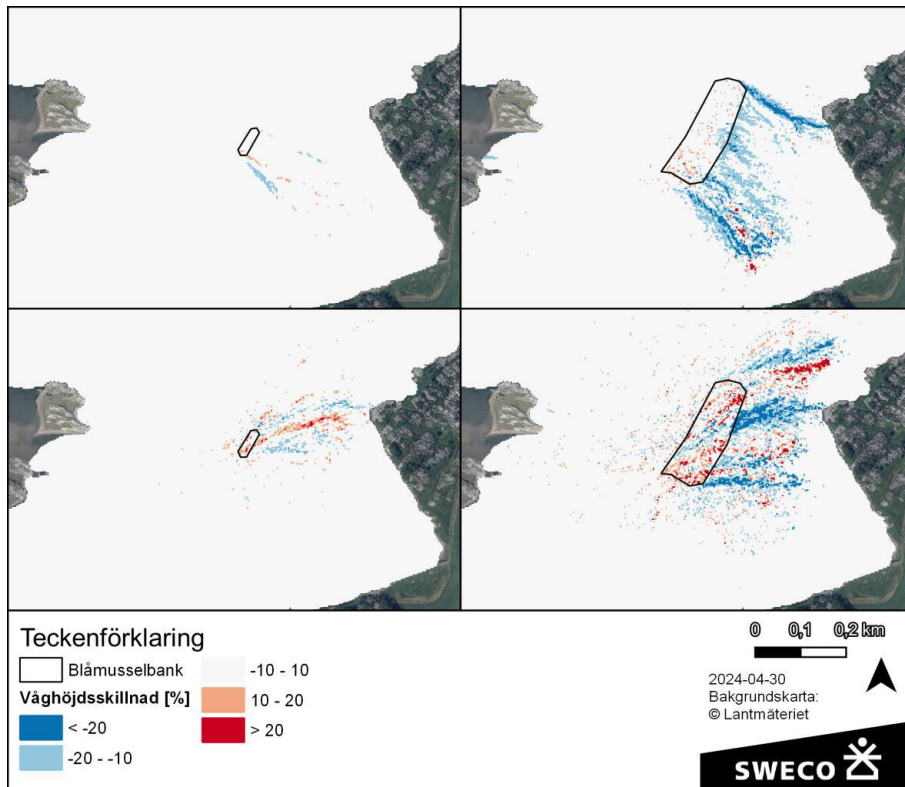 Teckenförklaring
Blåmusselbank
Våghöjdsskillnad [%]
< -20
-20 - -10
-10 - 10
10 - 20
> 20
0 0,1 0,2 km
2024-04-30
Bakgrundskarta:
© Lantmäteriet
SWECO